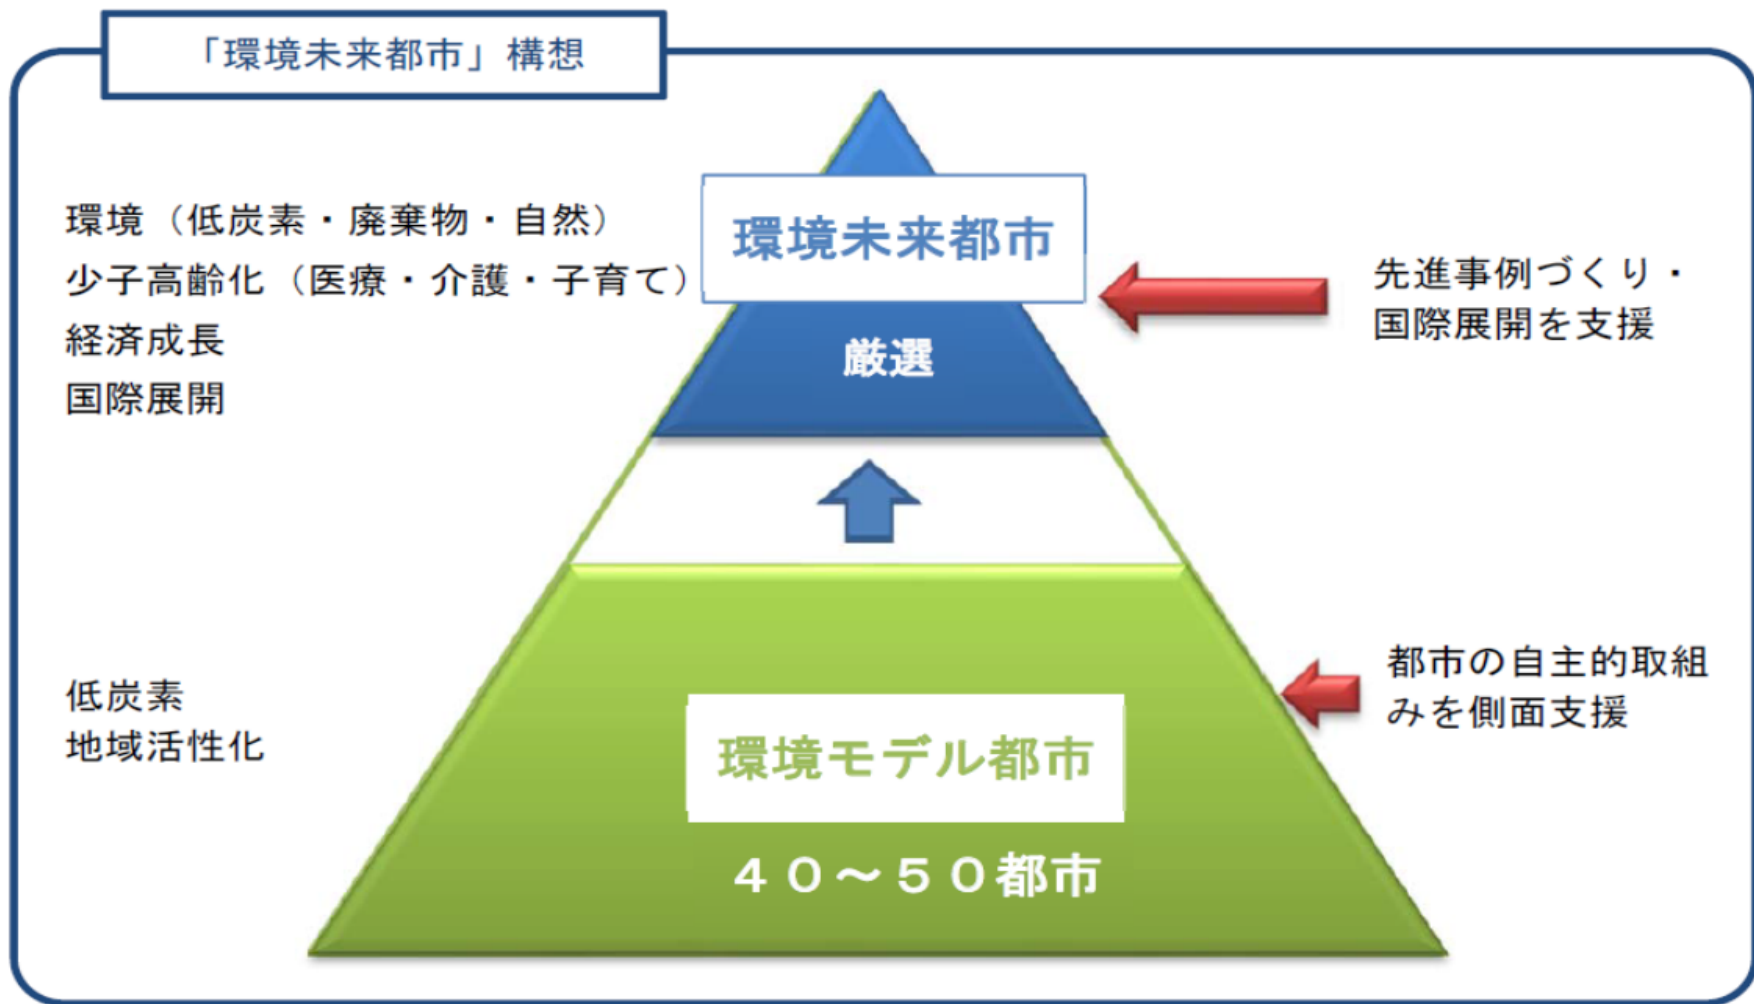 「環境未来都市」構想
環境（低炭素・廃棄物・自然）
少子高齢化（医療・介護・子育て）
経済成長
国際展開
環境未来都市
厳選
先進事例づくり・
国際展開を支援
低炭素
地域活性化
環境モデル都市
４０～５０都市
都市の自主的取組
みを側面支援